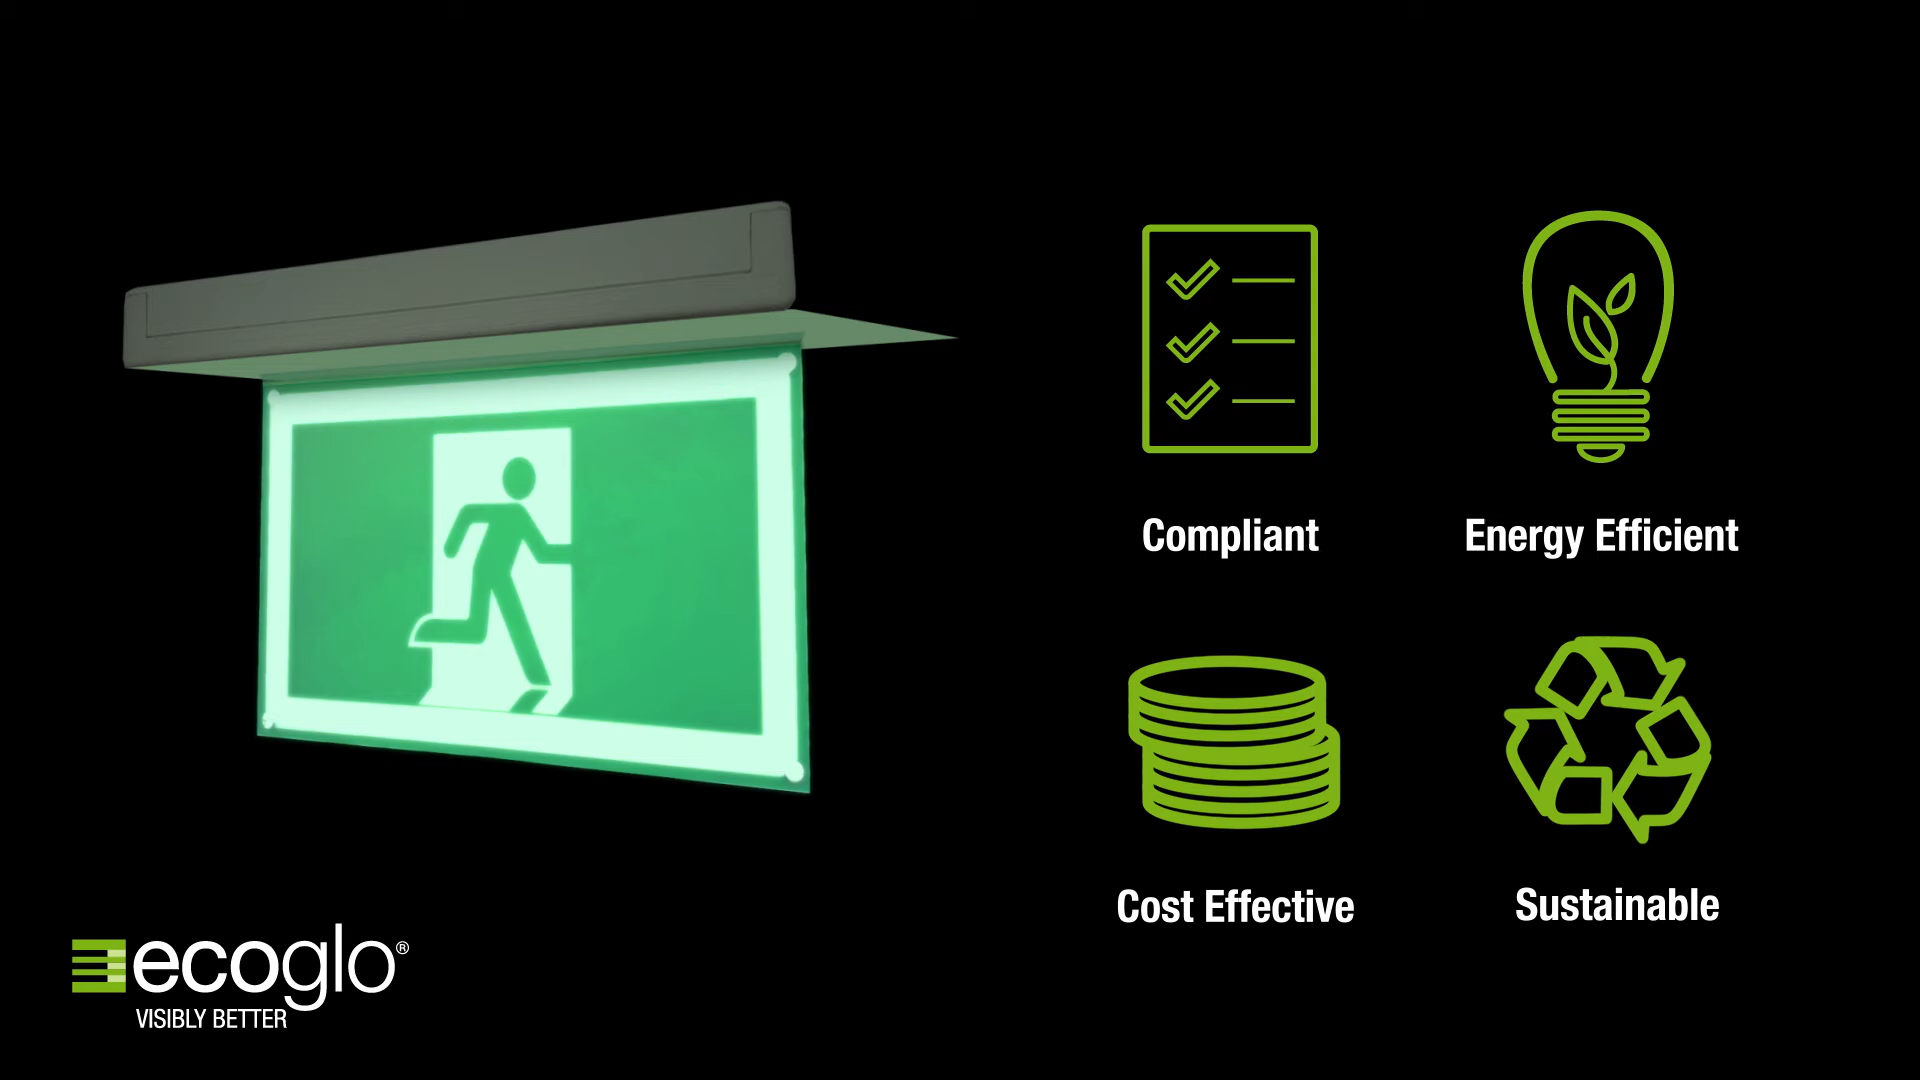 Compliant
Energy Efficient
Cost Effective
Sustainable
ecoglo®
VISIBLY BETTER